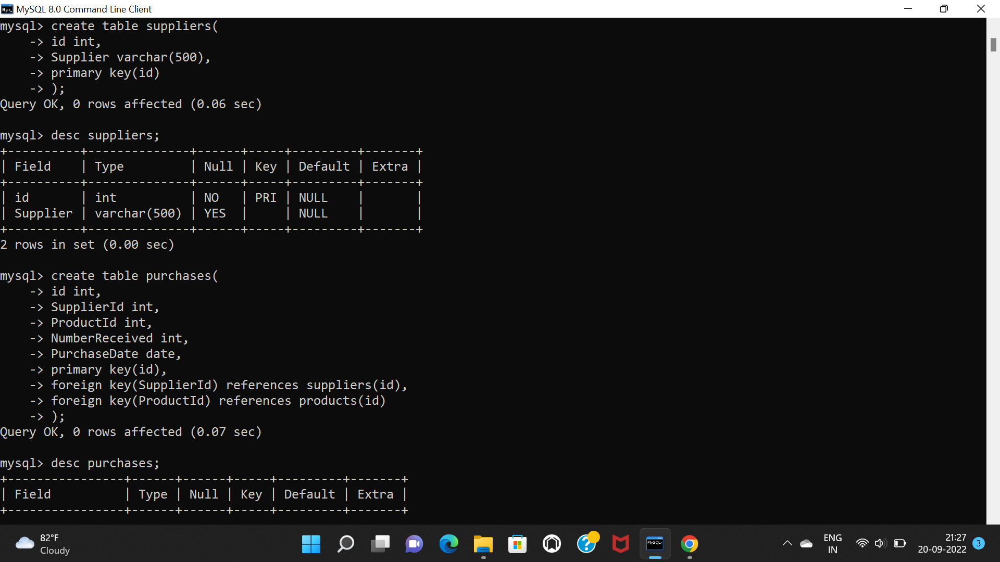 MySQL 8.0 Command Line Client
mysql> create table suppliers(
    -> id int,
    -> Supplier varchar(500),
    -> primary key(id)
    -> );
Query OK, 0 rows affected (0.06 sec)

mysql> desc suppliers;
+----------+--------------+------+-----+---------+-------+
| Field    | Type         | Null | Key | Default | Extra |
+----------+--------------+------+-----+---------+-------+
| id       | int          | NO   | PRI | NULL    |       |
| Supplier | varchar(500) | YES  |     | NULL    |       |
+----------+--------------+------+-----+---------+-------+
2 rows in set (0.00 sec)

mysql> create table purchases(
    -> id int,
    -> SupplierId int,
    -> ProductId int,
    -> NumberReceived int,
    -> PurchaseDate date,
    -> primary key(id),
    -> foreign key(SupplierId) references suppliers(id),
    -> foreign key(ProductId) references products(id)
    -> );
Query OK, 0 rows affected (0.07 sec)

mysql> desc purchases;
+----------------+------+------+-----+---------+-------+
| Field          | Type | Null | Key | Default | Extra |
+----------------+------+------+-----+---------+-------+
82°F
Cloudy
MySQL>
ENG
IN
21:27
20-09-2022
3